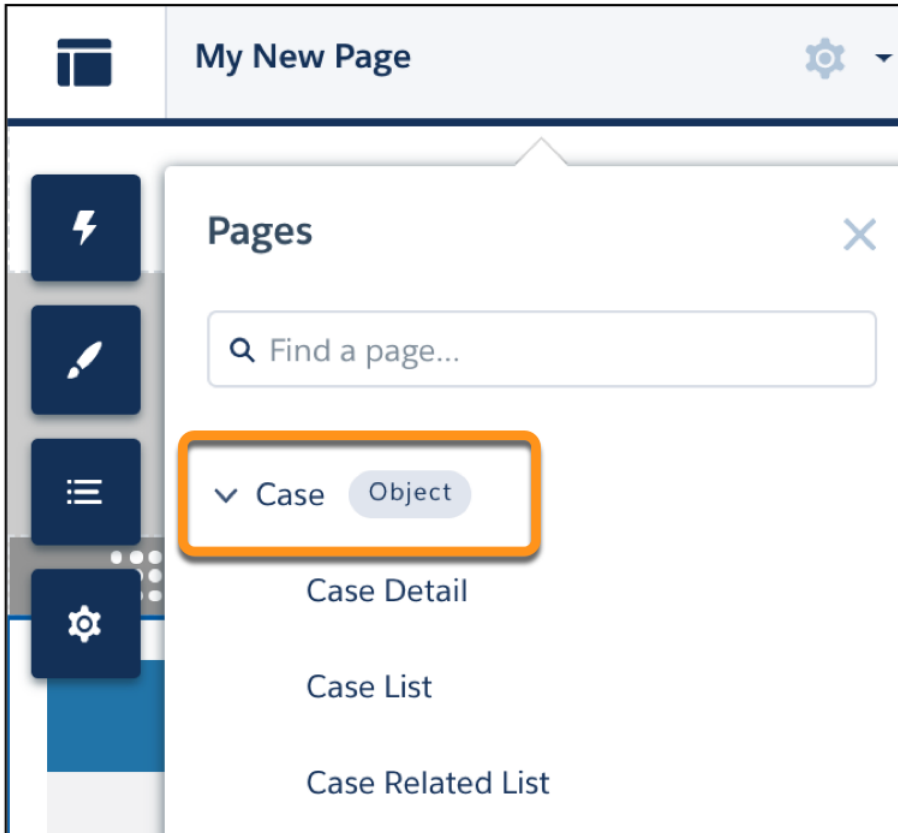 My New Page
Pages
Find a page...
Case Object
Case Detail
Case List
Case Related List